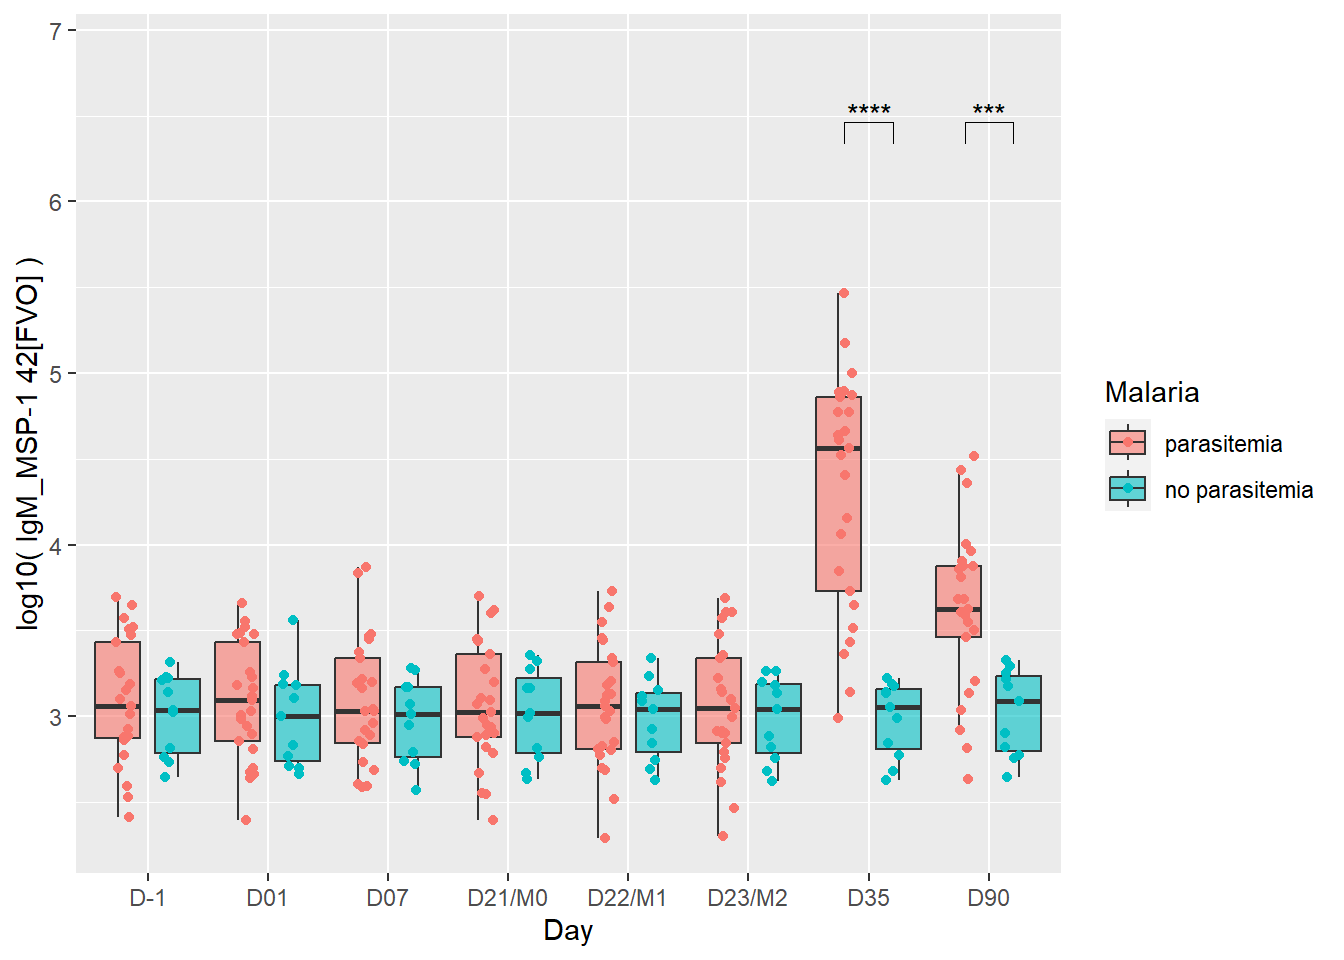 7
6
5
4
3
log10( IgM_MSP-1 42[FVO] )
**** ***
D-1 D01 D07 D21/M0 D22/M1 D23/M2 D35 D90
Day
Malaria
parasitemia
no parasitemia